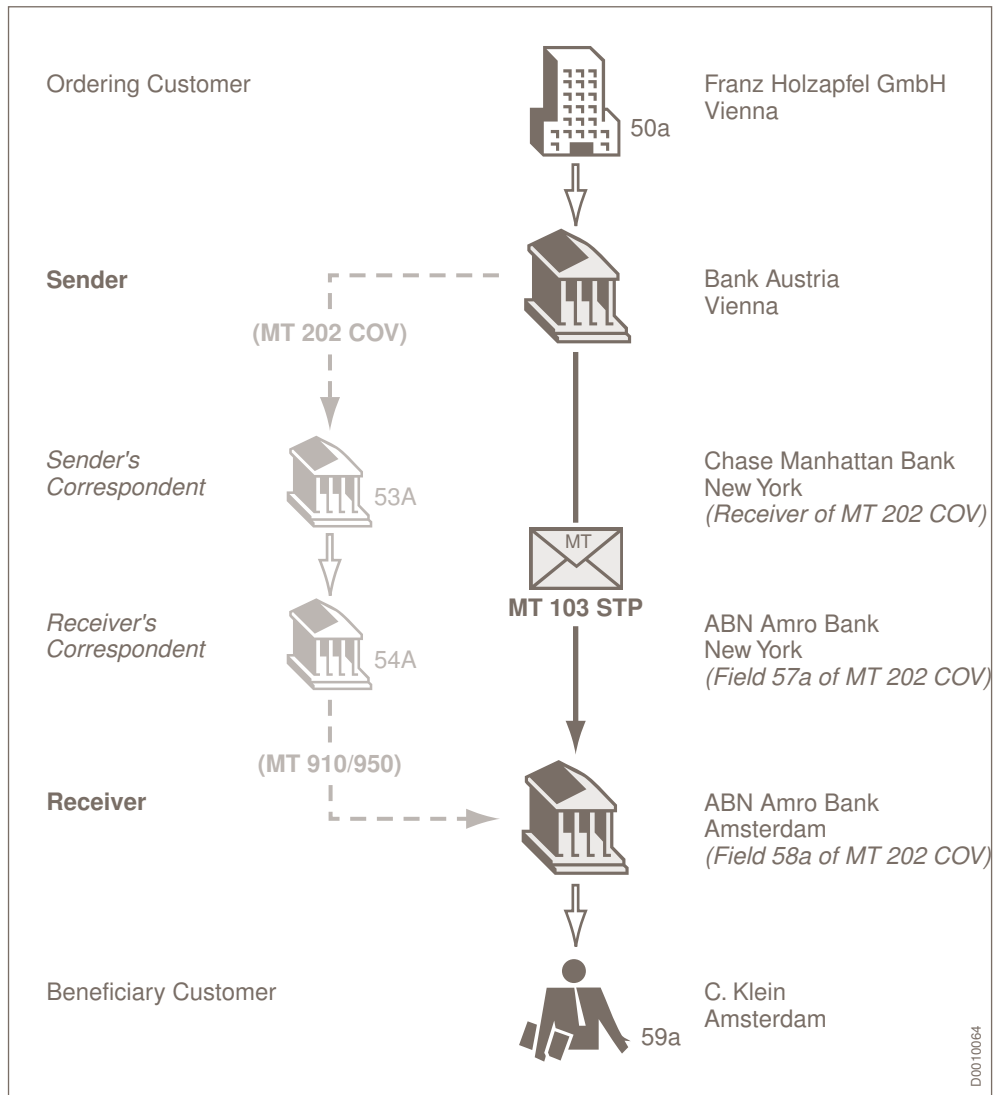 Ordering Customer
50a
Franz Holzapfel GmbH
Vienna
Sender
Bank Austria
Vienna
(MT 202 COV)
Sender's
Correspondent
53A
Chase Manhattan Bank
New York
(Receiver of MT 202 COV)
MT
MT 103 STP
Receiver's
Correspondent
54A
ABN Amro Bank
New York
(Field 57a of MT 202 COV)
(MT 910/950)
Receiver
ABN Amro Bank
Amsterdam
(Field 58a of MT 202 COV)
Beneficiary Customer
59a
C. Klein
Amsterdam
D0010064